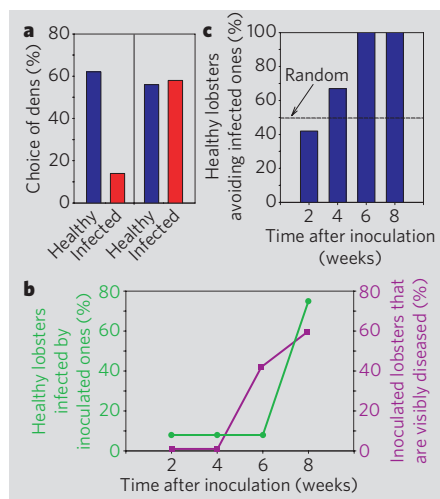 a
Choice of dens (%)
80
60
40
20
0
Healthy
Infected
Healthy
Infected
c
Healthy lobsters
avoiding infected ones (%)
100
80
60
40
20
0
Random
2 4 6 8
Time after inoculation
(weeks)
b
Healthy lobsters
infected by
inoculated ones (%)
80
60
40
20
0
2 4 6 8
Time after inoculation (weeks)
80
60
40
20
0
Inoculated lobsters that
are visibly diseased (%)